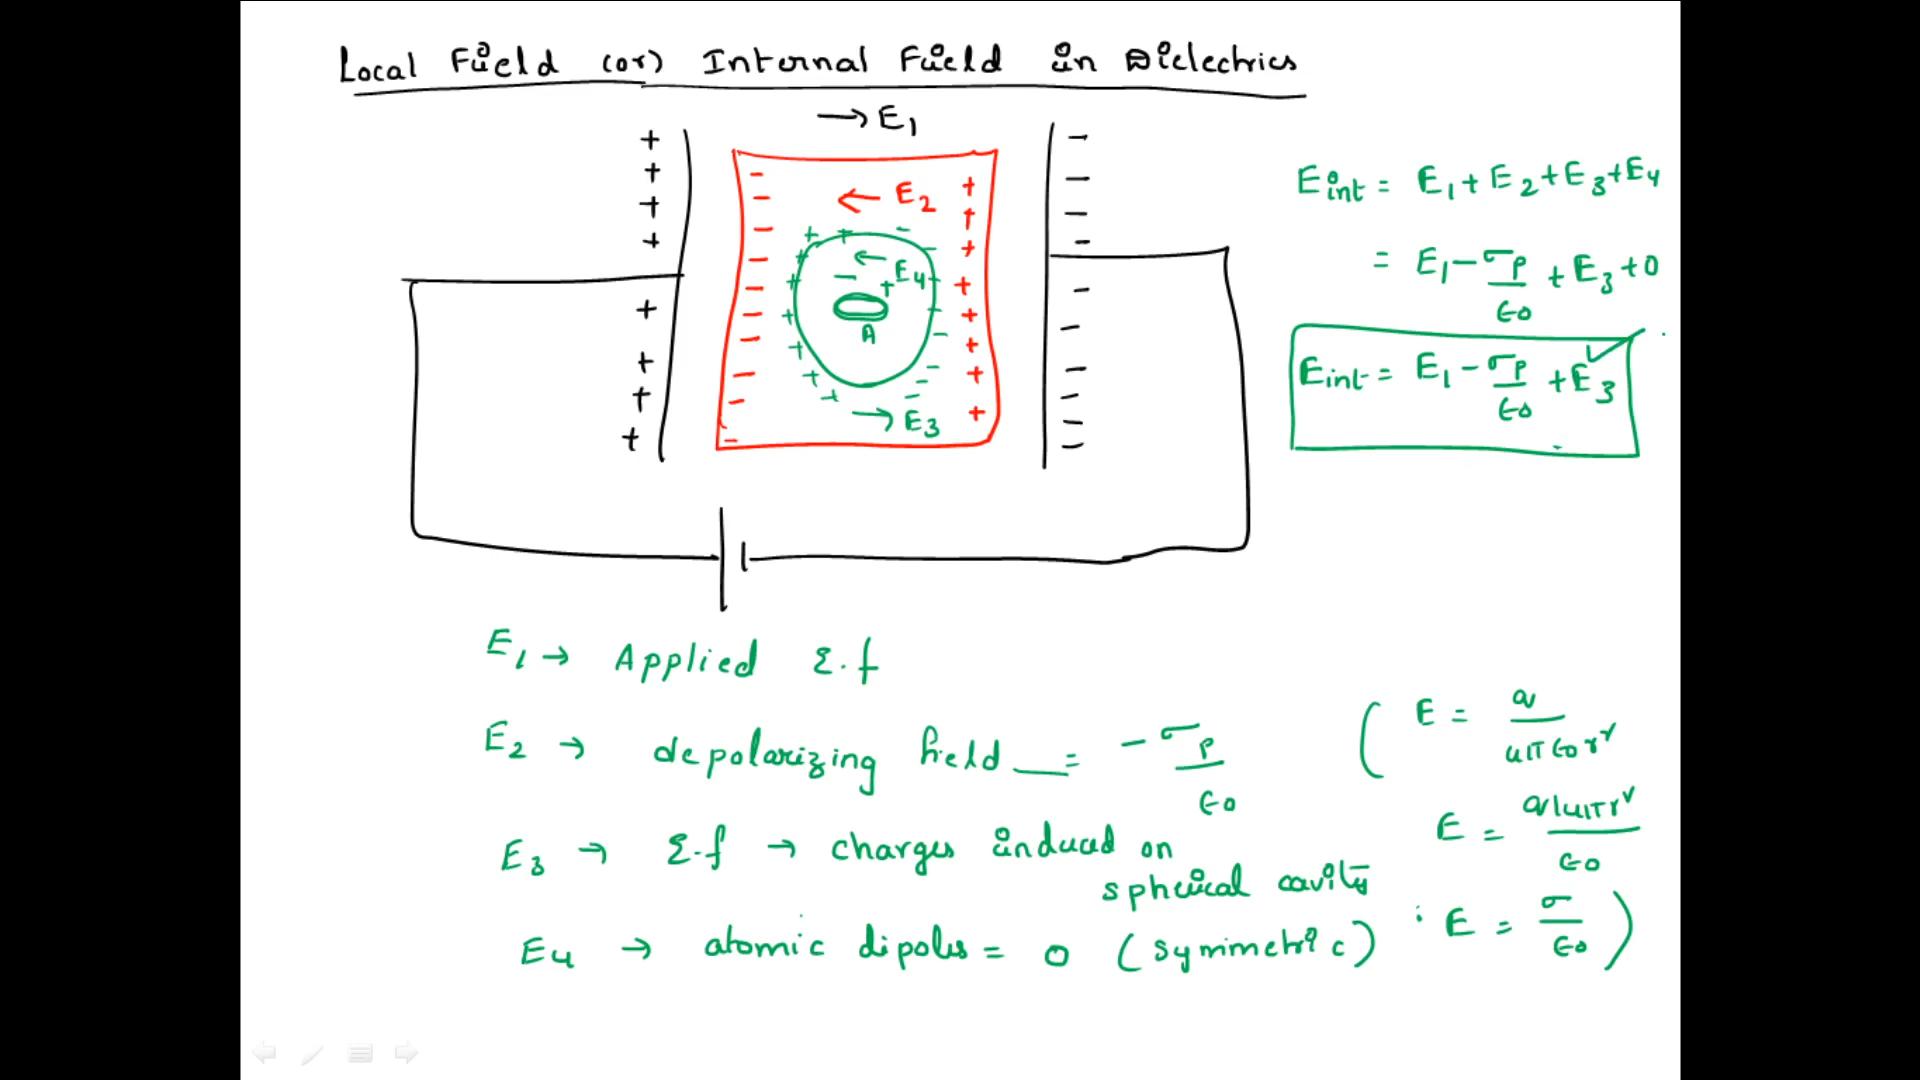 Local Field (or) Internal Field in Dielectrics
→ E₁
+ + + + + + + +
- - - - - - - - - -
← E₂
- - - - - - - - - - -
+ + + + + + + + +
← E₄
- +
A
→ E₃
E int = E₁ + E₂ + E₃ + E₄
= E₁ - σp/ε0 + E₃ + 0
E int = E₁ - σp/ε0 + E₃ ✓
E₁ → Applied E.f
E₂ → depolarizing field = - σp/ε0
E₃ → E.f → charges induced on
spherical cavity
E₄ → atomic dipoles = 0 (symmetric)
( E = q/4πε0r²
E = q/4πr²/ε0
: E = σ/ε0 )